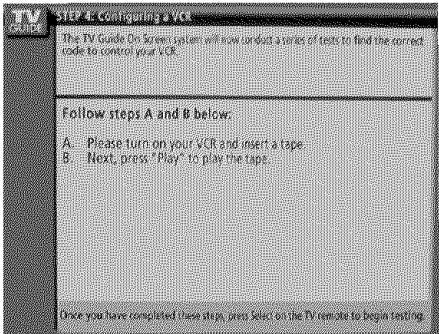 TV
GUIDE
STEP 4: Configuring a VCR
The TV Guide On Screen system will now conduct a series of tests to find the correct
code to control your VCR.
Follow steps A and B below:
A. Please turn on your VCR and insert a tape.
B. Next, press "Play" to play the tape.
Once you have completed these steps, press Select on the TV remote to begin testing.